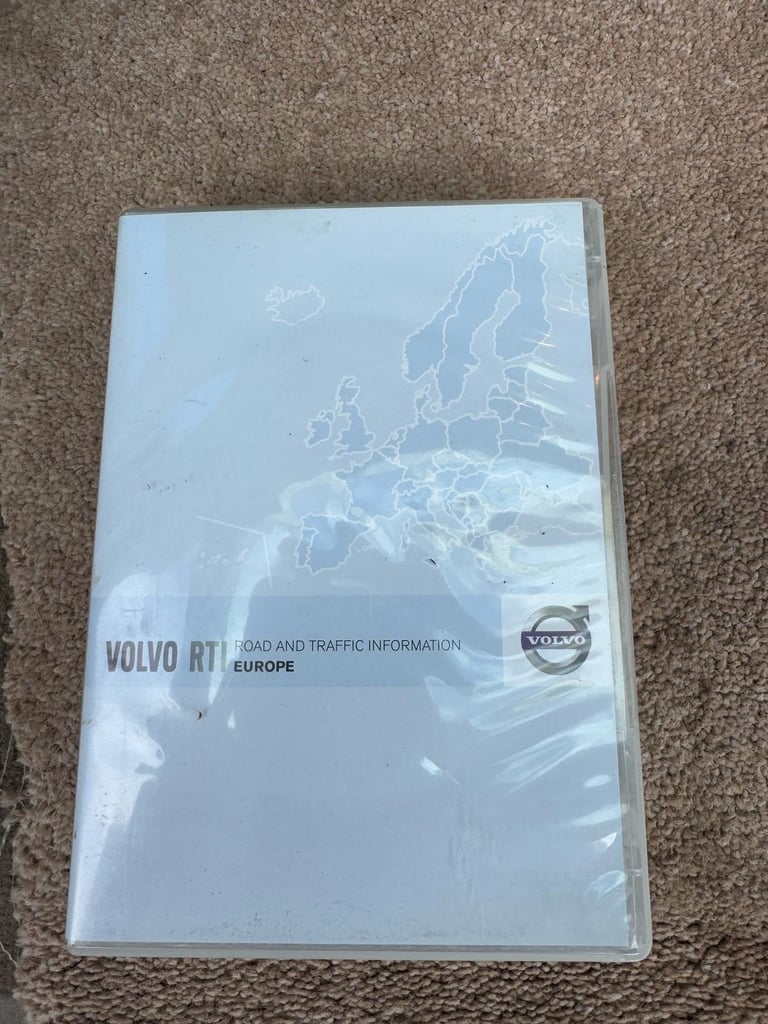 VOLVO RTI ROAD AND TRAFFIC INFORMATION
EUROPE
VOLVO